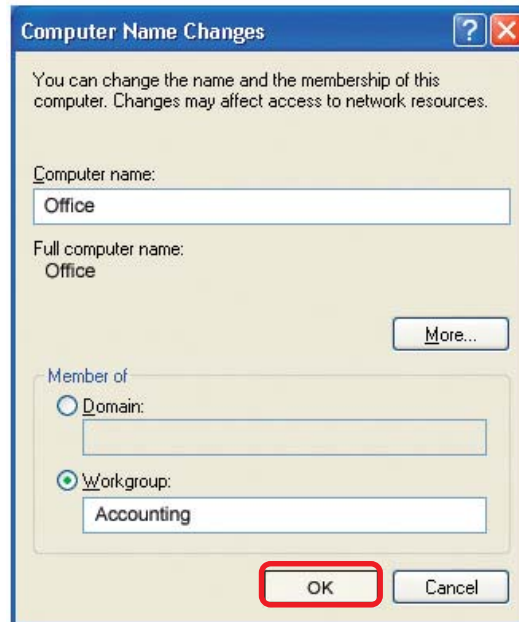 Computer Name Changes
You can change the name and the membership of this
computer. Changes may affect access to network resources.
Computer name:
Office
Full computer name:
Office
More...
Member of
Domain:
Workgroup:
Accounting
OK
Cancel